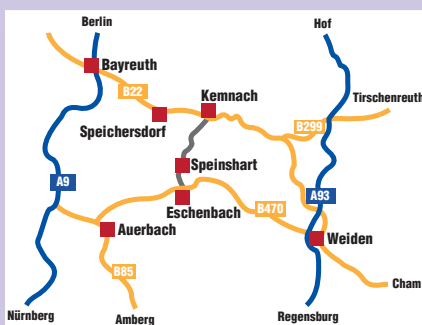 Berlin
Hof
Bayreuth
B22
Kemnach
Tirschenreuth
Speichersdorf
B299
Speinshart
A9
A93
Eschenbach
B470
Auerbach
Weiden
B85
Cham
Nürnberg
Amberg
Regensburg